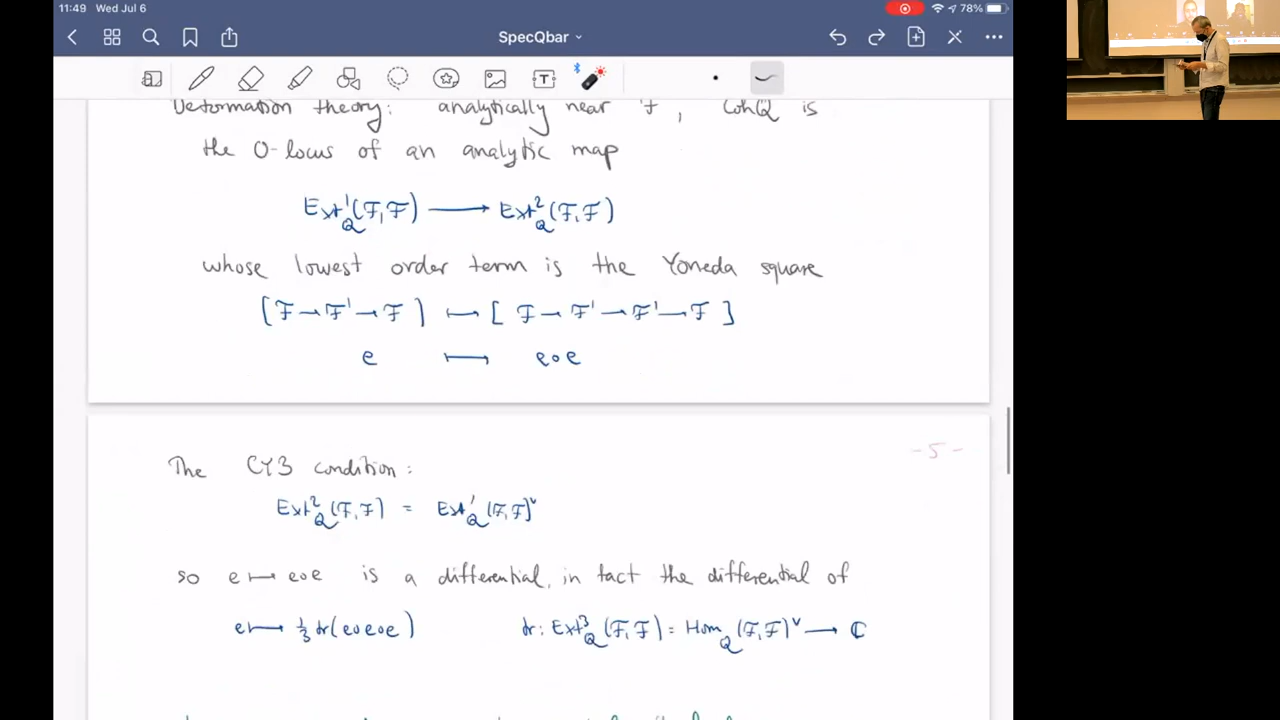 11:49 Wed Jul 6
78%
SpecQbar
Deformation theory: analytically near F, CohQ is
the 0-locus of an analytic map
Ext¹_Q(F,F) → Ext²_Q(F,F)
whose lowest order term is the Yoneda square
[F → F' → F] ↦ [F → F' → F' → F]
e ↦ e∘e
-5-
The CY3 condition:
Ext²_Q(F,F) = Ext¹_Q(F,F)^∨
so e ↦ e∘e is a differential, in fact the differential of
e ↦ 1/3 tr(e∘e∘e) tr: Ext³_Q(F,F) = Hom_Q(F,F)^∨ → ℂ